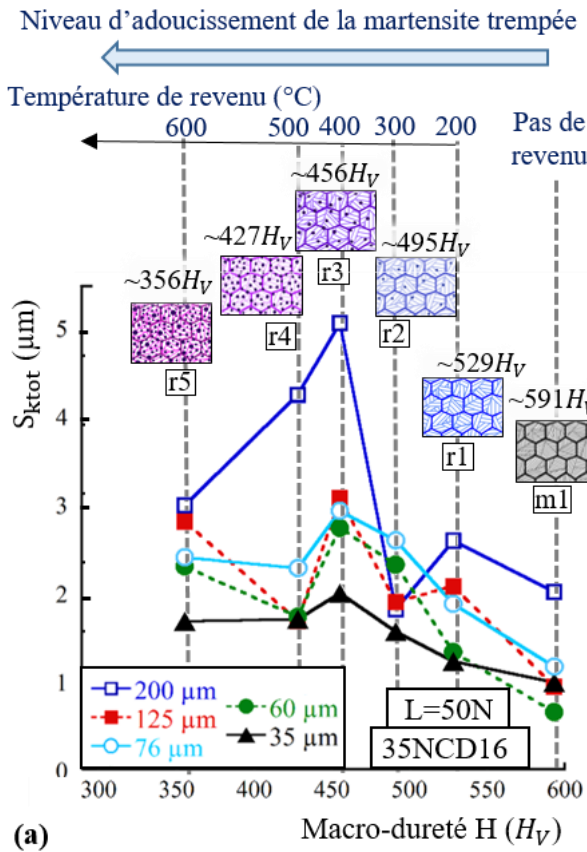 Niveau d'adoucissement de la martensite trempée
Température de revenu (°C)
600 500 400 300 200
Pas de
revenu
~456H_V
~427H_V
~495H_V
~356H_V
r3
r4
r2
~529H_V
r5
~591H_V
r1
m1
S_ktot (µm)
5
4
3
2
1
0
200 µm
125 µm
76 µm
60 µm
35 µm
L=50N
35NCD16
300 350 400 450 500 550 600
Macro-dureté H (H_V)
(a)